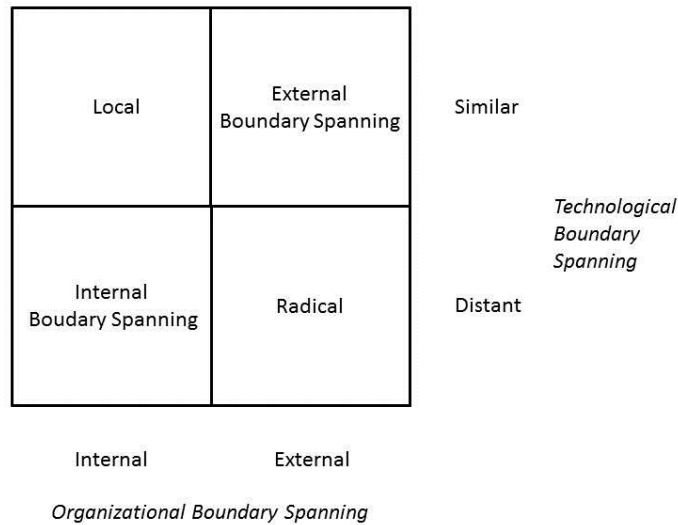 Local
External
Boundary Spanning
Similar
Technological
Boundary
Spanning
Internal
Boudary Spanning
Radical
Distant
Internal
External
Organizational Boundary Spanning